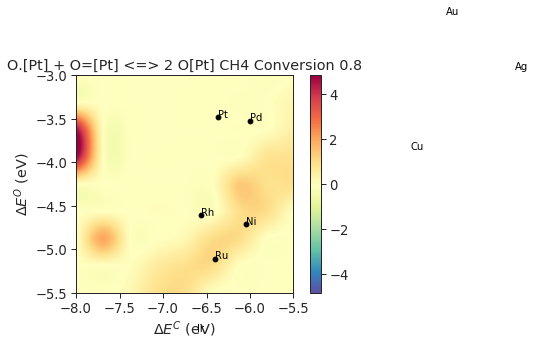 Au
O.[Pt] + O=[Pt] <=> 2 O[Pt] CH4 Conversion 0.8
Ag
Cu
Pt
Pd
Rh
Ni
Ru
−3.0
−3.5
−4.0
−4.5
−5.0
−5.5
ΔE^O (eV)
−8.0 −7.5 −7.0 −6.5 −6.0 −5.5
ΔE^C (eV)
Ir
4
2
0
−2
−4